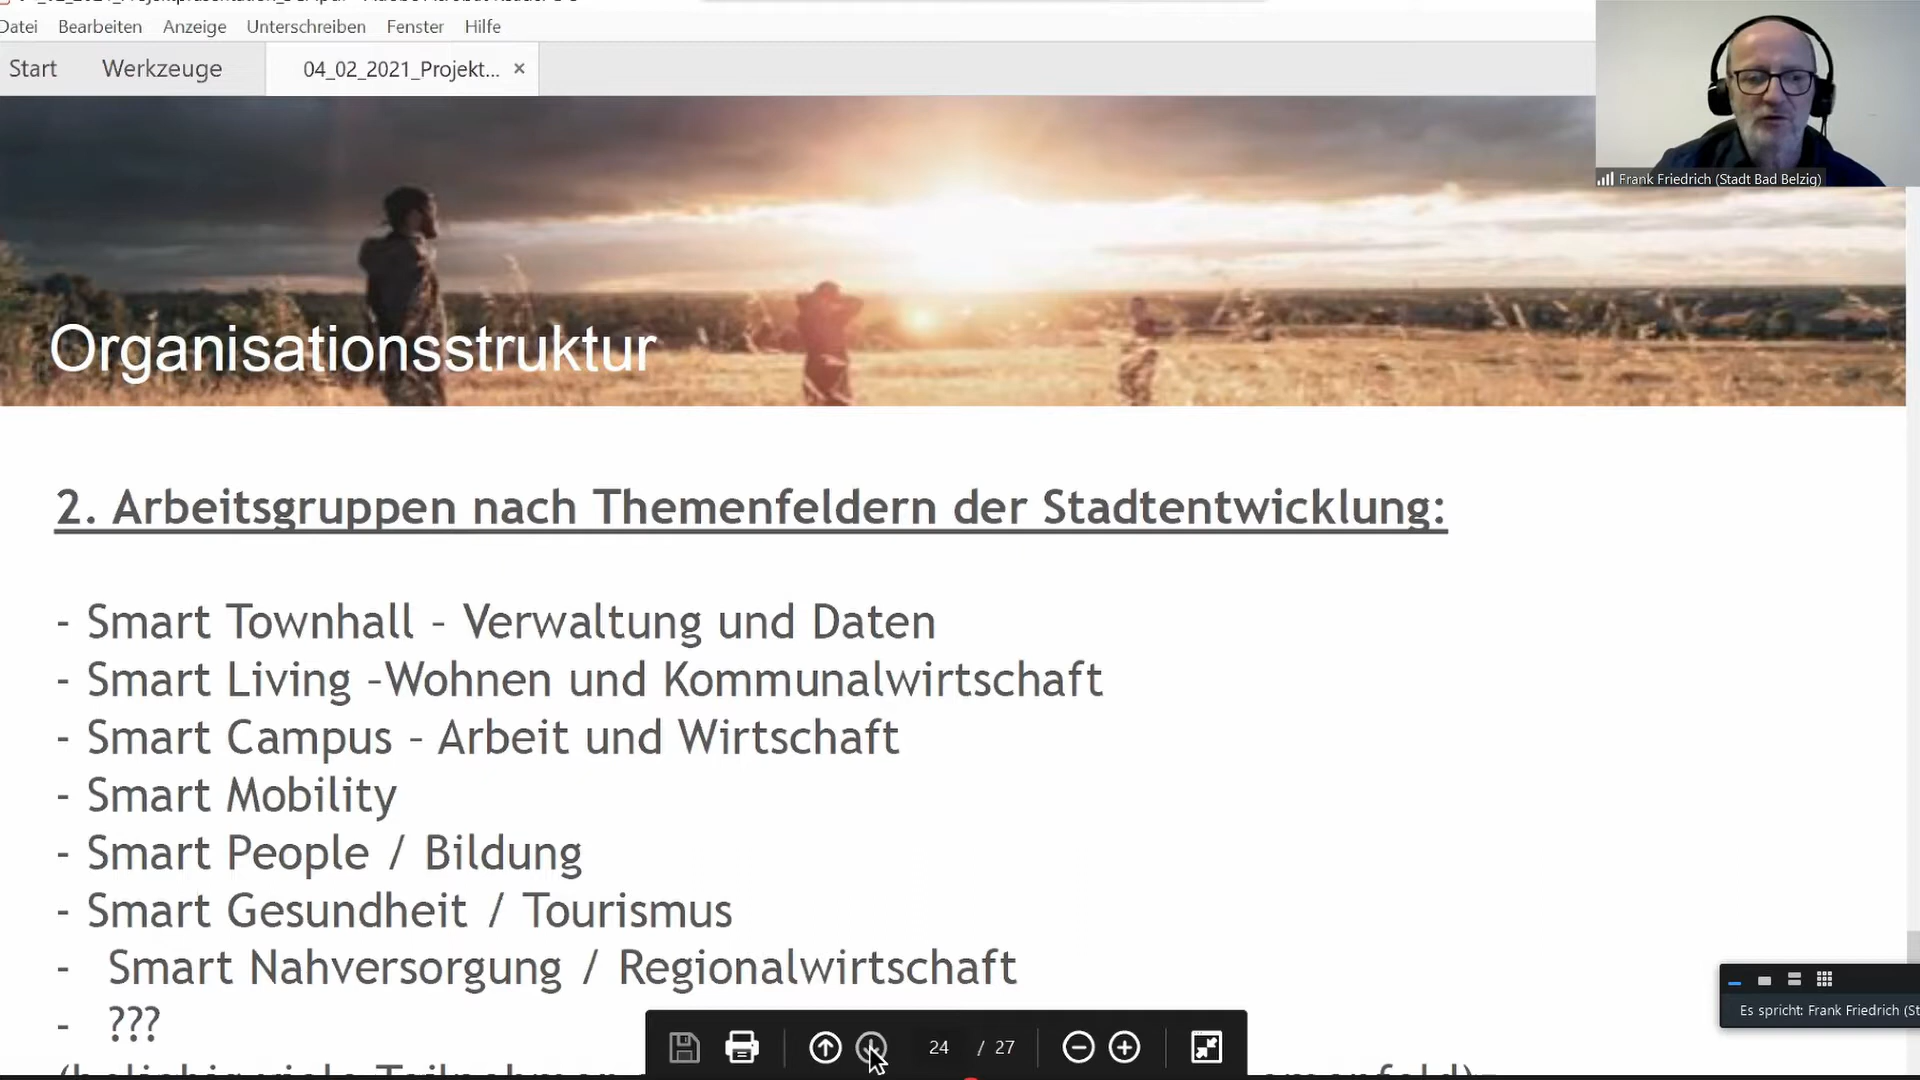 Datei Bearbeiten Anzeige Unterschreiben Fenster Hilfe
Start Werkzeuge 04_02_2021_Projekt... ×
Frank Friedrich (Stadt Bad Belzig)
Organisationsstruktur
2. Arbeitsgruppen nach Themenfeldern der Stadtentwicklung:
- Smart Townhall – Verwaltung und Daten
- Smart Living –Wohnen und Kommunalwirtschaft
- Smart Campus – Arbeit und Wirtschaft
- Smart Mobility
- Smart People / Bildung
- Smart Gesundheit / Tourismus
- Smart Nahversorgung / Regionalwirtschaft
- ???
Es spricht: Frank Friedrich (St
24 / 27